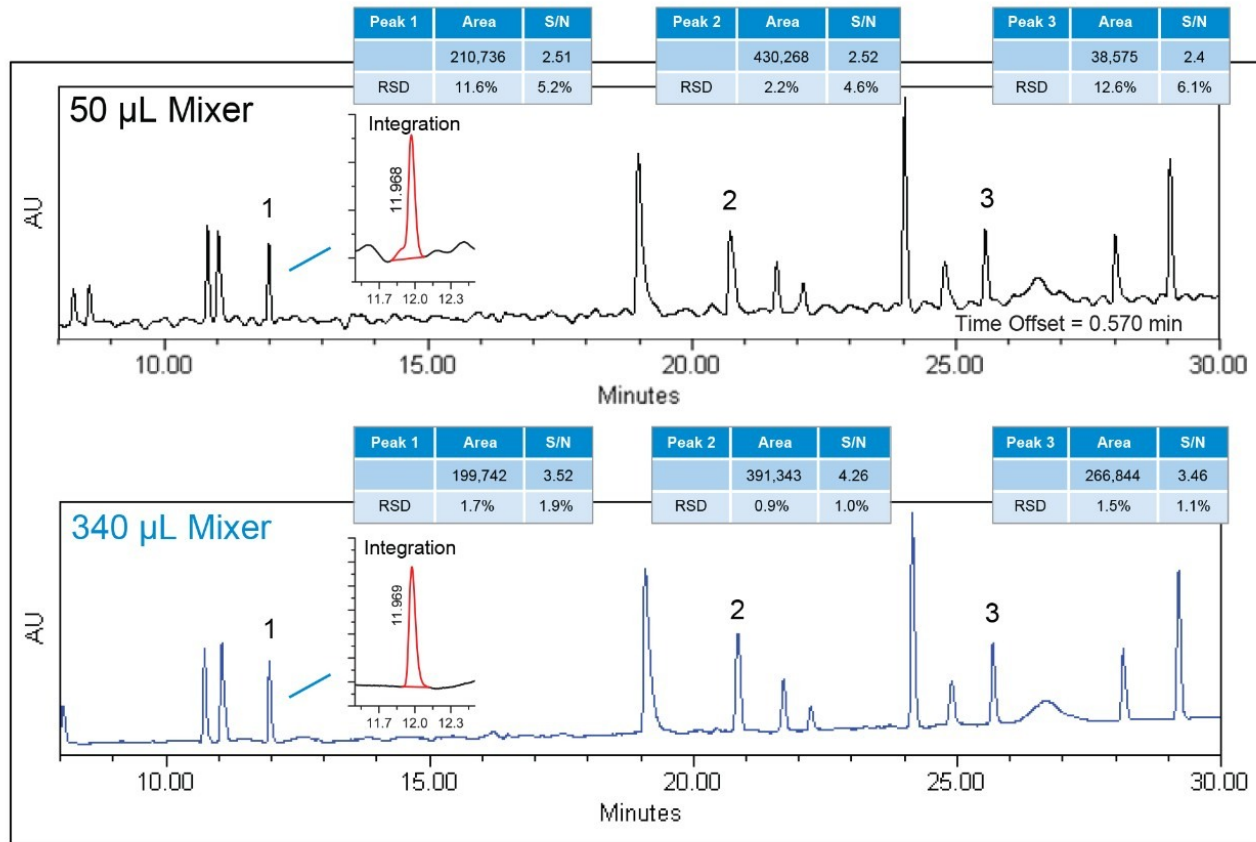 Peak 1 Area S/N
210,736 2.51
RSD 11.6% 5.2%
Peak 2 Area S/N
430,268 2.52
RSD 2.2% 4.6%
Peak 3 Area S/N
38,575 2.4
RSD 12.6% 6.1%
50 µL Mixer
Integration
11.968
11.7 12.0 12.3
AU
1
2
3
Time Offset = 0.570 min
10.00 15.00 20.00 25.00 30.00
Minutes
Peak 1 Area S/N
199,742 3.52
RSD 1.7% 1.9%
Peak 2 Area S/N
391,343 4.26
RSD 0.9% 1.0%
Peak 3 Area S/N
266,844 3.46
RSD 1.5% 1.1%
340 µL Mixer
Integration
11.969
11.7 12.0 12.3
AU
1
2
3
10.00 15.00 20.00 25.00 30.00
Minutes